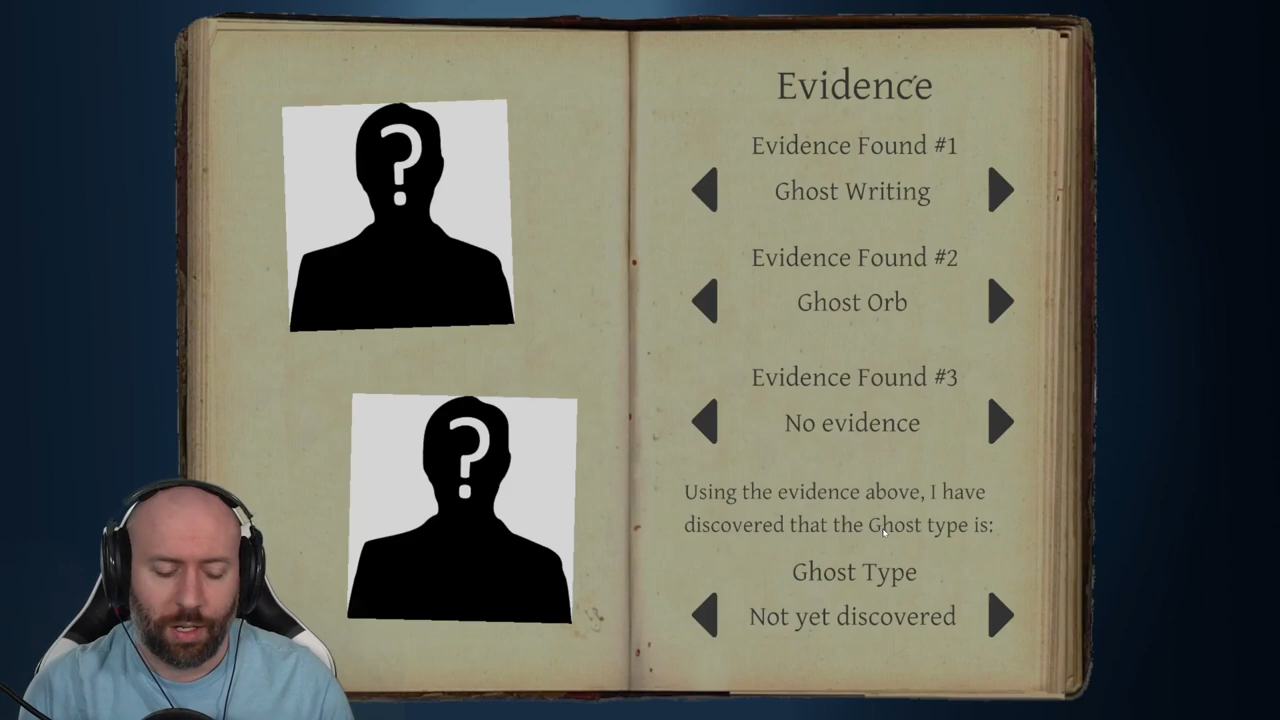 Evidence
Evidence Found #1
Ghost Writing
Evidence Found #2
Ghost Orb
Evidence Found #3
No evidence
Using the evidence above, I have
discovered that the Ghost type is:
Ghost Type
Not yet discovered